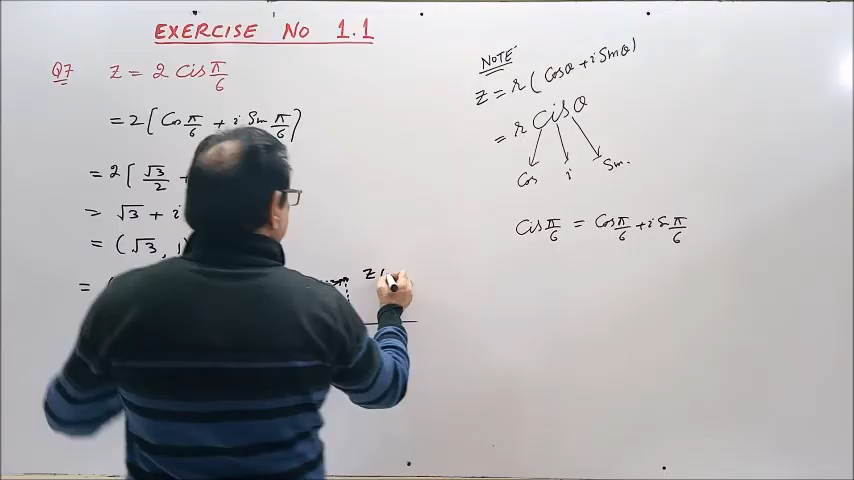 EXERCISE No 1.1
Q7 Z = 2 Cis π/6
= 2 [ Cos π/6 + i Sin π/6 ]
= 2 [ √3/2 +
= √3 + i
= (√3, 1
=
Z(
NOTE
Z = r ( Cosθ + i Sinθ )
= r Cis θ
Cos i Sin.
Cis π/6 = Cos π/6 + i S π/6